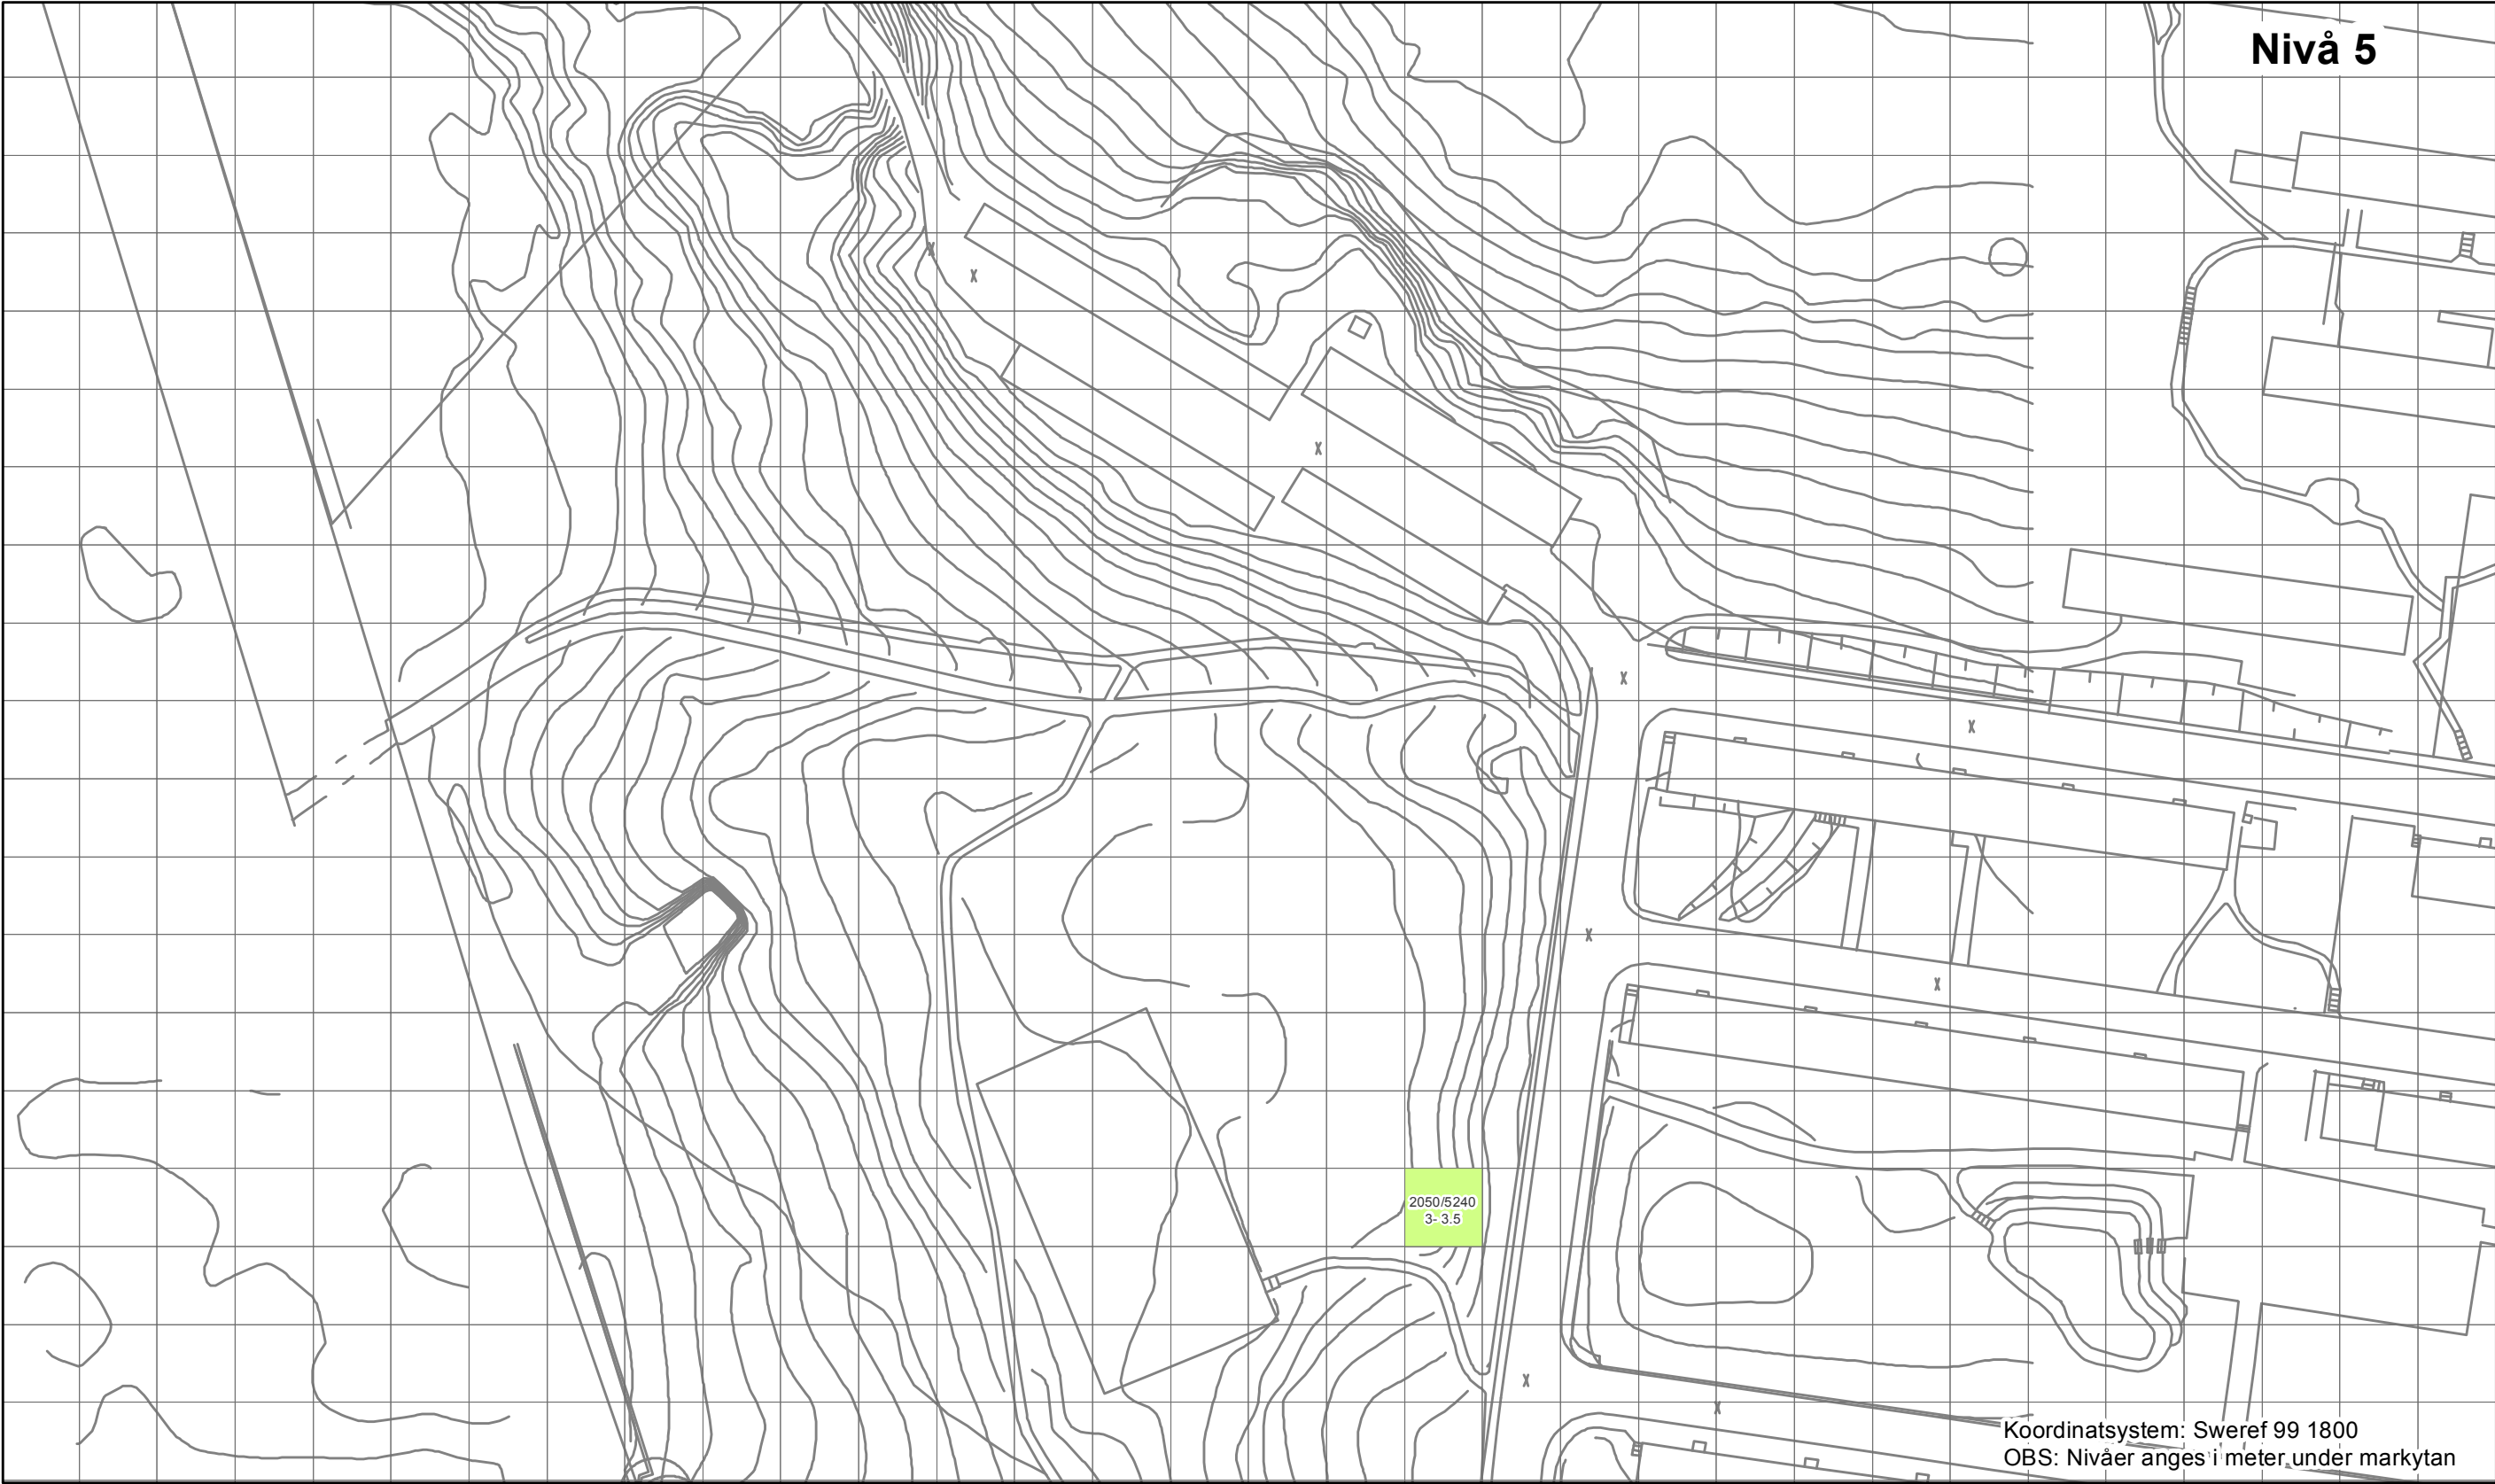 Nivå 5
2050/5240
3- 3.5
Koordinatsystem: Sweref 99 1800
OBS: Nivåer anges i meter under markytan